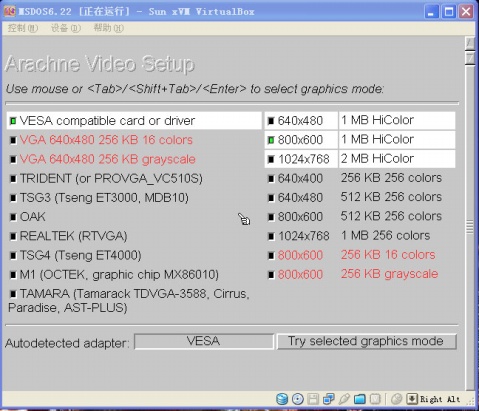 MSDOS6.22 [正在运行] - Sun xVM VirtualBox
控制(M) 设备(D) 帮助(H)
Arachne Video Setup
Use mouse or <Tab>/<Shift+Tab>/<Enter> to select graphics mode:
VESA compatible card or driver
VGA 640x480 256 KB 16 colors
VGA 640x480 256 KB grayscale
TRIDENT (or PROVGA_VC510S)
TSG3 (Tseng ET3000, MDB10)
OAK
REALTEK (RTVGA)
TSG4 (Tseng ET4000)
M1 (OCTEK, graphic chip MX86010)
TAMARA (Tamarack TDVGA-3588, Cirrus,
Paradise, AST-PLUS)
640x480 1 MB HiColor
800x600 1 MB HiColor
1024x768 2 MB HiColor
640x400 256 KB 256 colors
640x480 512 KB 256 colors
800x600 512 KB 256 colors
1024x768 1 MB 256 colors
800x600 256 KB 16 colors
800x600 256 KB grayscale
Autodetected adapter: VESA Try selected graphics mode
Right Alt